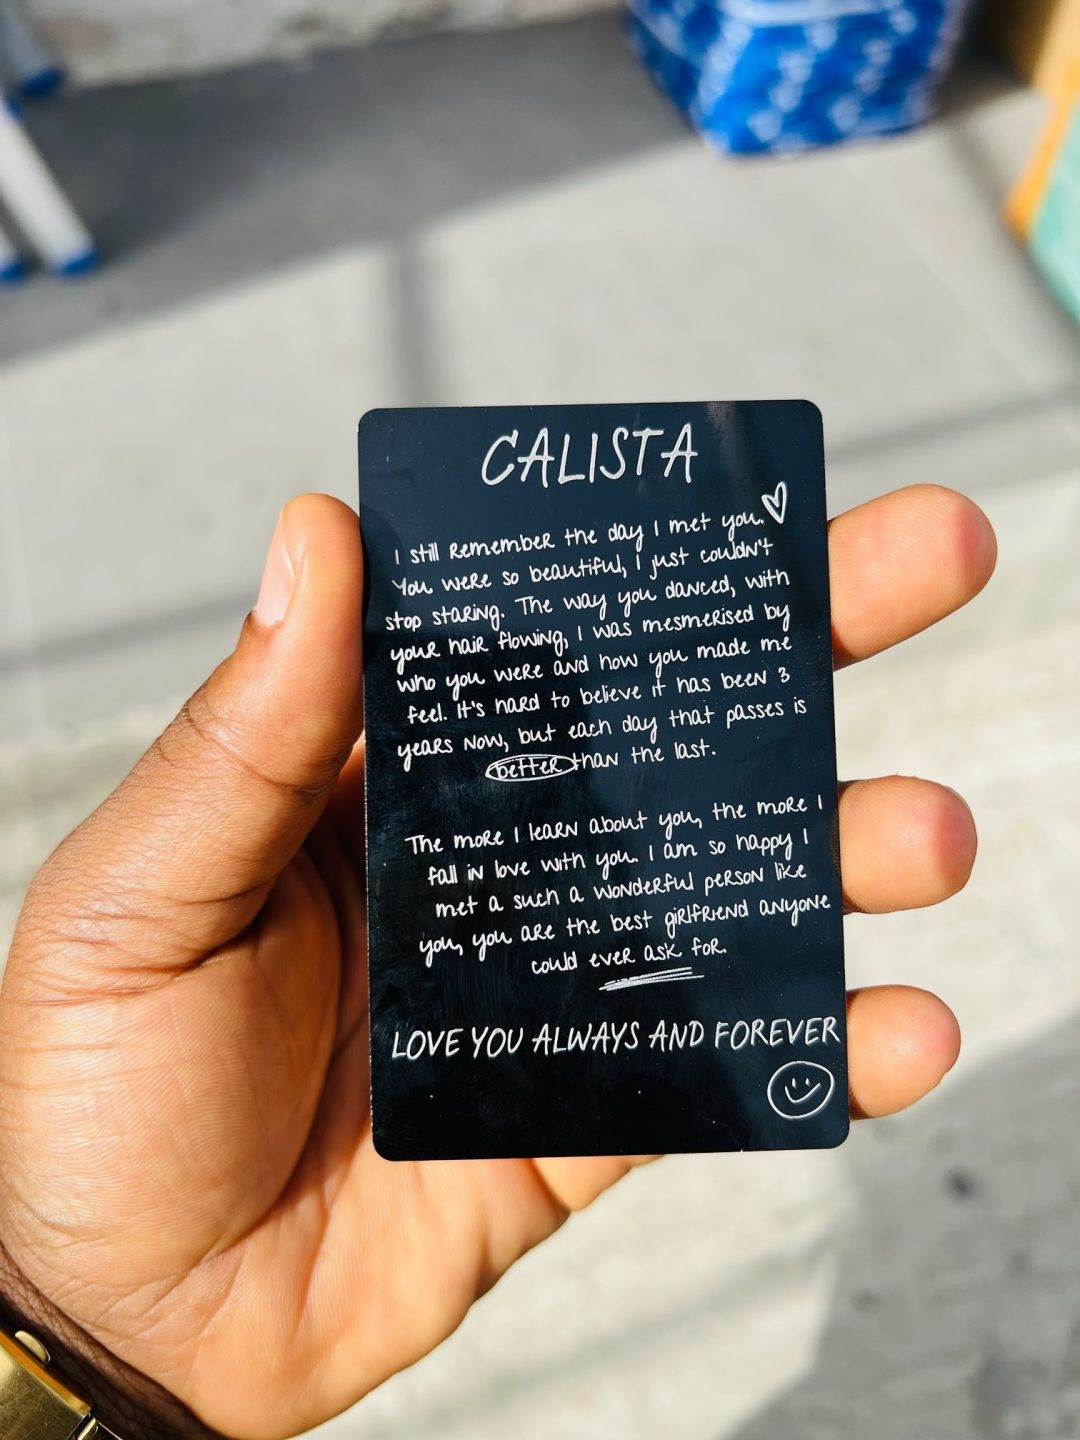 CALISTA
I still remember the day I met you.
You were so beautiful, I just couldn't
stop staring. The way you danced, with
your hair flowing, I was mesmerised by
who you were and how you made me
feel. It's hard to believe it has been 3
years now, but each day that passes is
better than the last.
The more I learn about you, the more I
fall in love with you. I am so happy I
met a such a wonderful person like
you, you are the best girlfriend anyone
could ever ask for.
LOVE YOU ALWAYS AND FOREVER